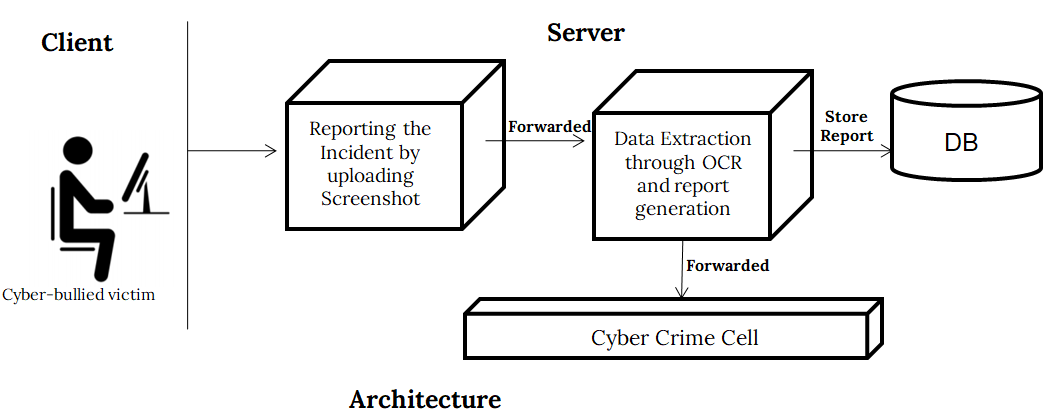 Client
Server
Reporting the
Incident by
uploading
Screenshot
Forwarded
Data Extraction
through OCR
and report
generation
Store
Report
DB
Cyber-bullied victim
Forwarded
Cyber Crime Cell
Architecture